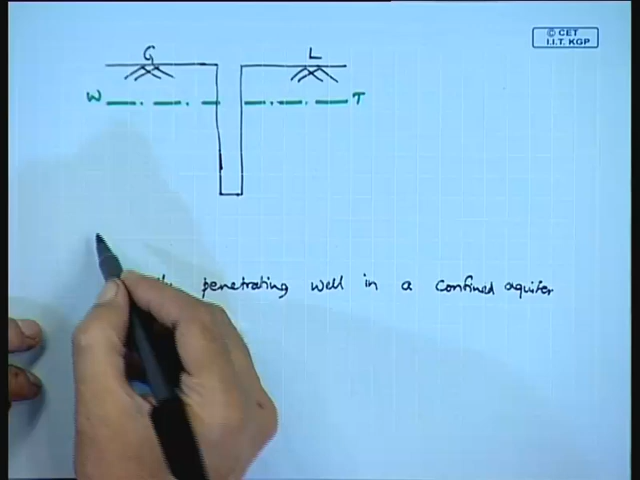 © CET
I.I.T. KGP
G L
W T
penetrating well in a confined aquifer